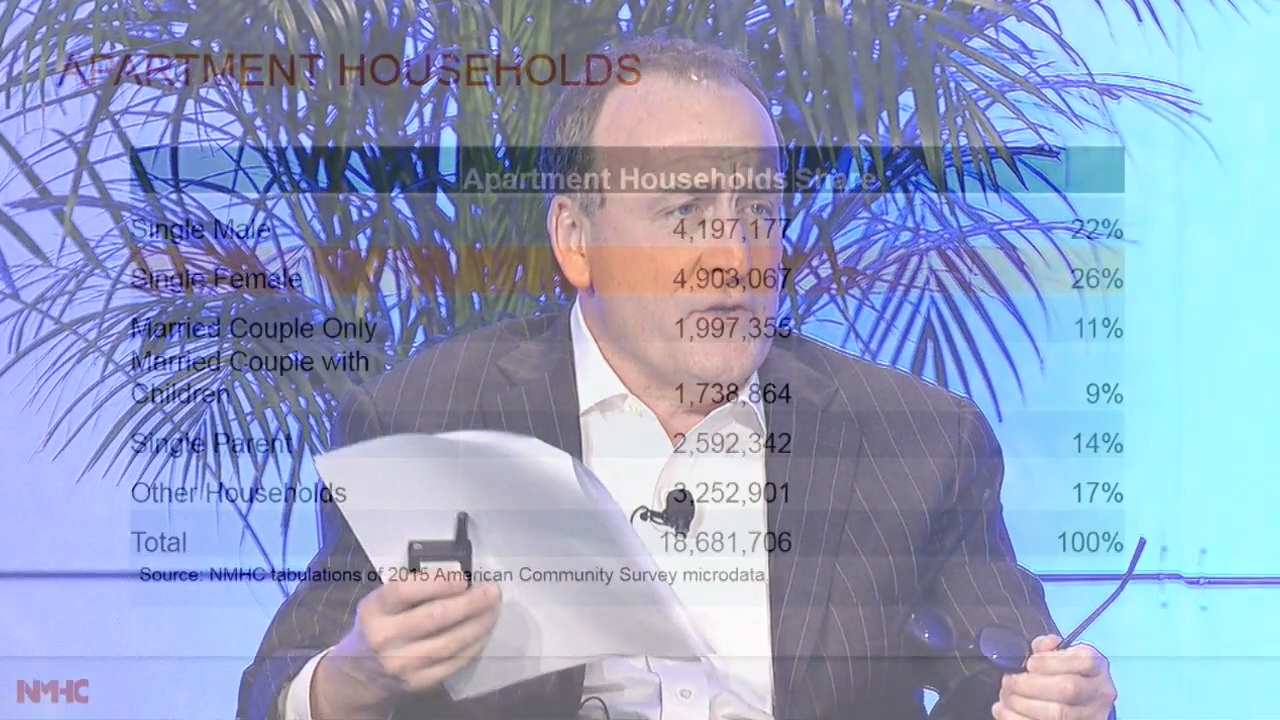 APARTMENT HOUSEHOLDS
Apartment Households Share
Single Male 4,197,177 22%
Single Female 4,903,067 26%
Married Couple Only 1,997,355 11%
Married Couple with
Children 1,738,864 9%
Single Parent 2,592,342 14%
Other Households 3,252,901 17%
Total 18,681,706 100%
Source: NMHC tabulations of 2015 American Community Survey microdata.
NMHC